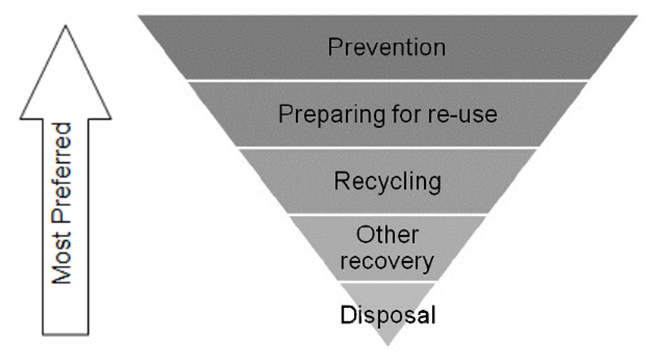 Prevention
Preparing for re-use
Recycling
Other
recovery
Disposal
Most Preferred